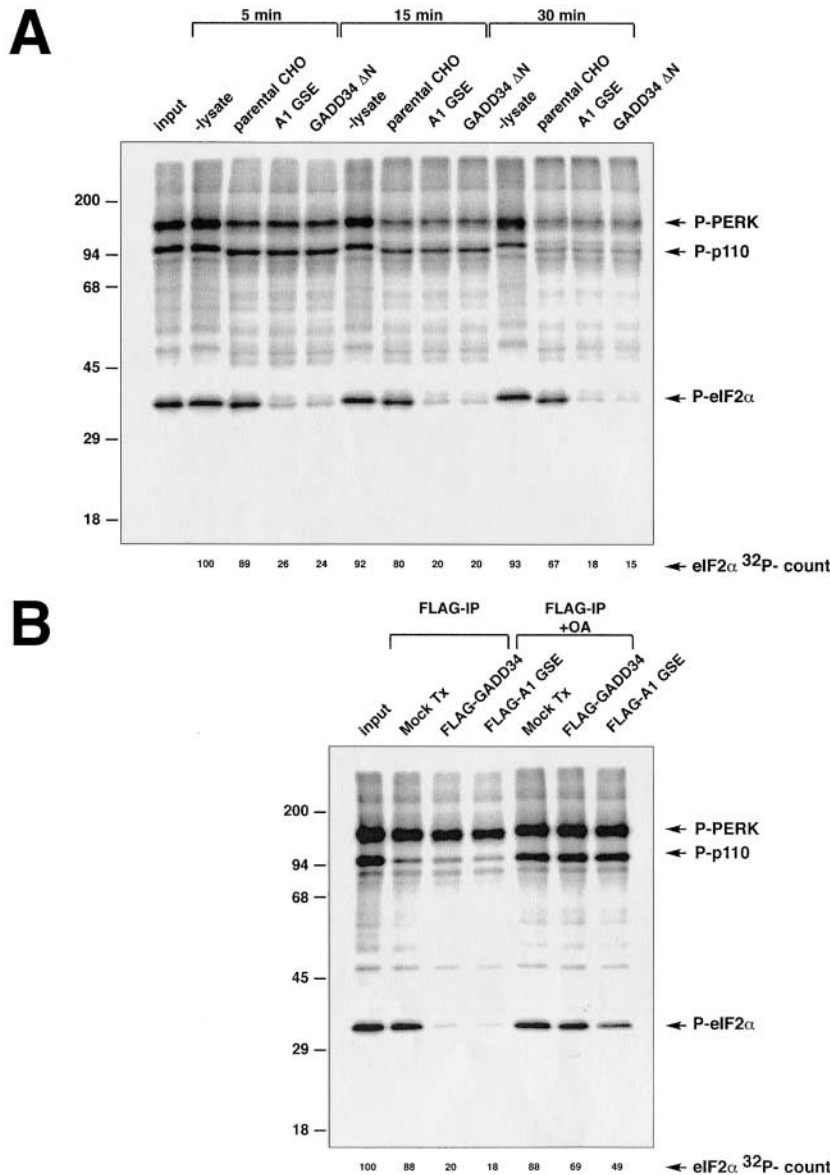 A
5 min 15 min 30 min
input -lysate parental CHO A1 GSE GADD34 ΔN -lysate parental CHO A1 GSE GADD34 ΔN -lysate parental CHO A1 GSE GADD34 ΔN
200
94
68
45
29
18
P-PERK
P-p110
P-eIF2α
100 89 26 24 92 80 20 20 93 67 18 15 eIF2α ³²P- count
B
FLAG-IP FLAG-IP
+OA
input Mock Tx FLAG-GADD34 FLAG-A1 GSE Mock Tx FLAG-GADD34 FLAG-A1 GSE
200
94
68
45
29
18
P-PERK
P-p110
P-eIF2α
100 88 20 18 88 69 49 eIF2α ³²P- count